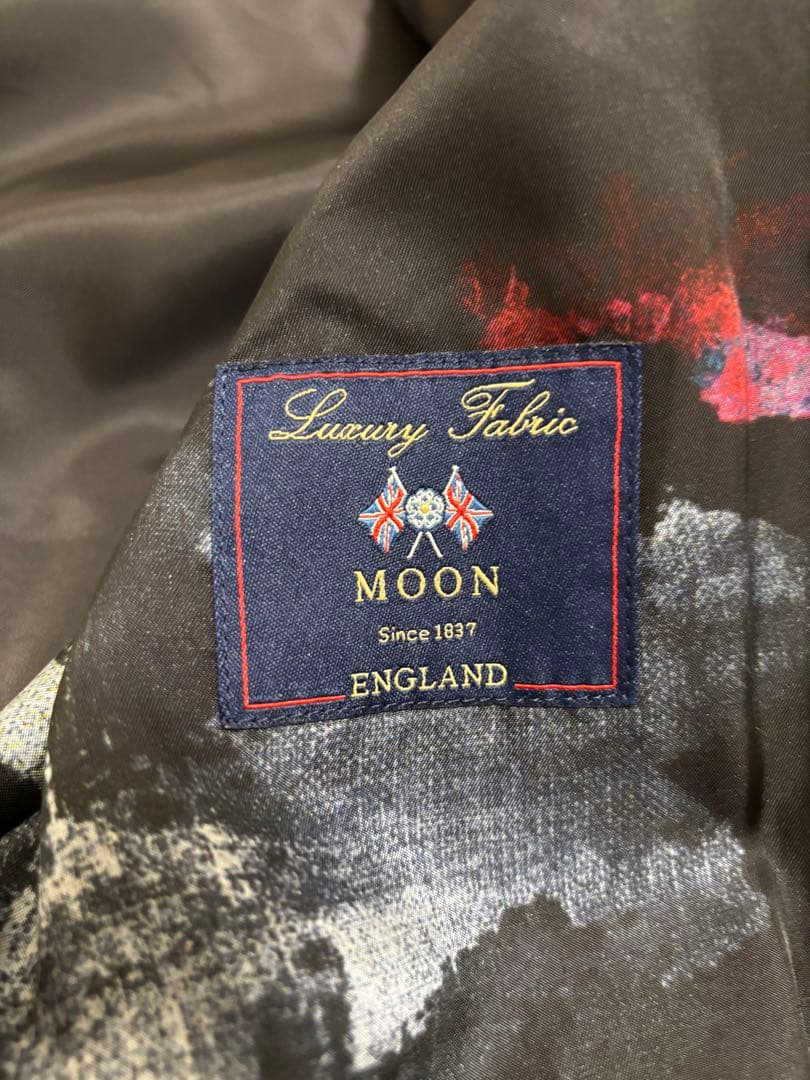 Luxury Fabric
MOON
Since 1837
ENGLAND